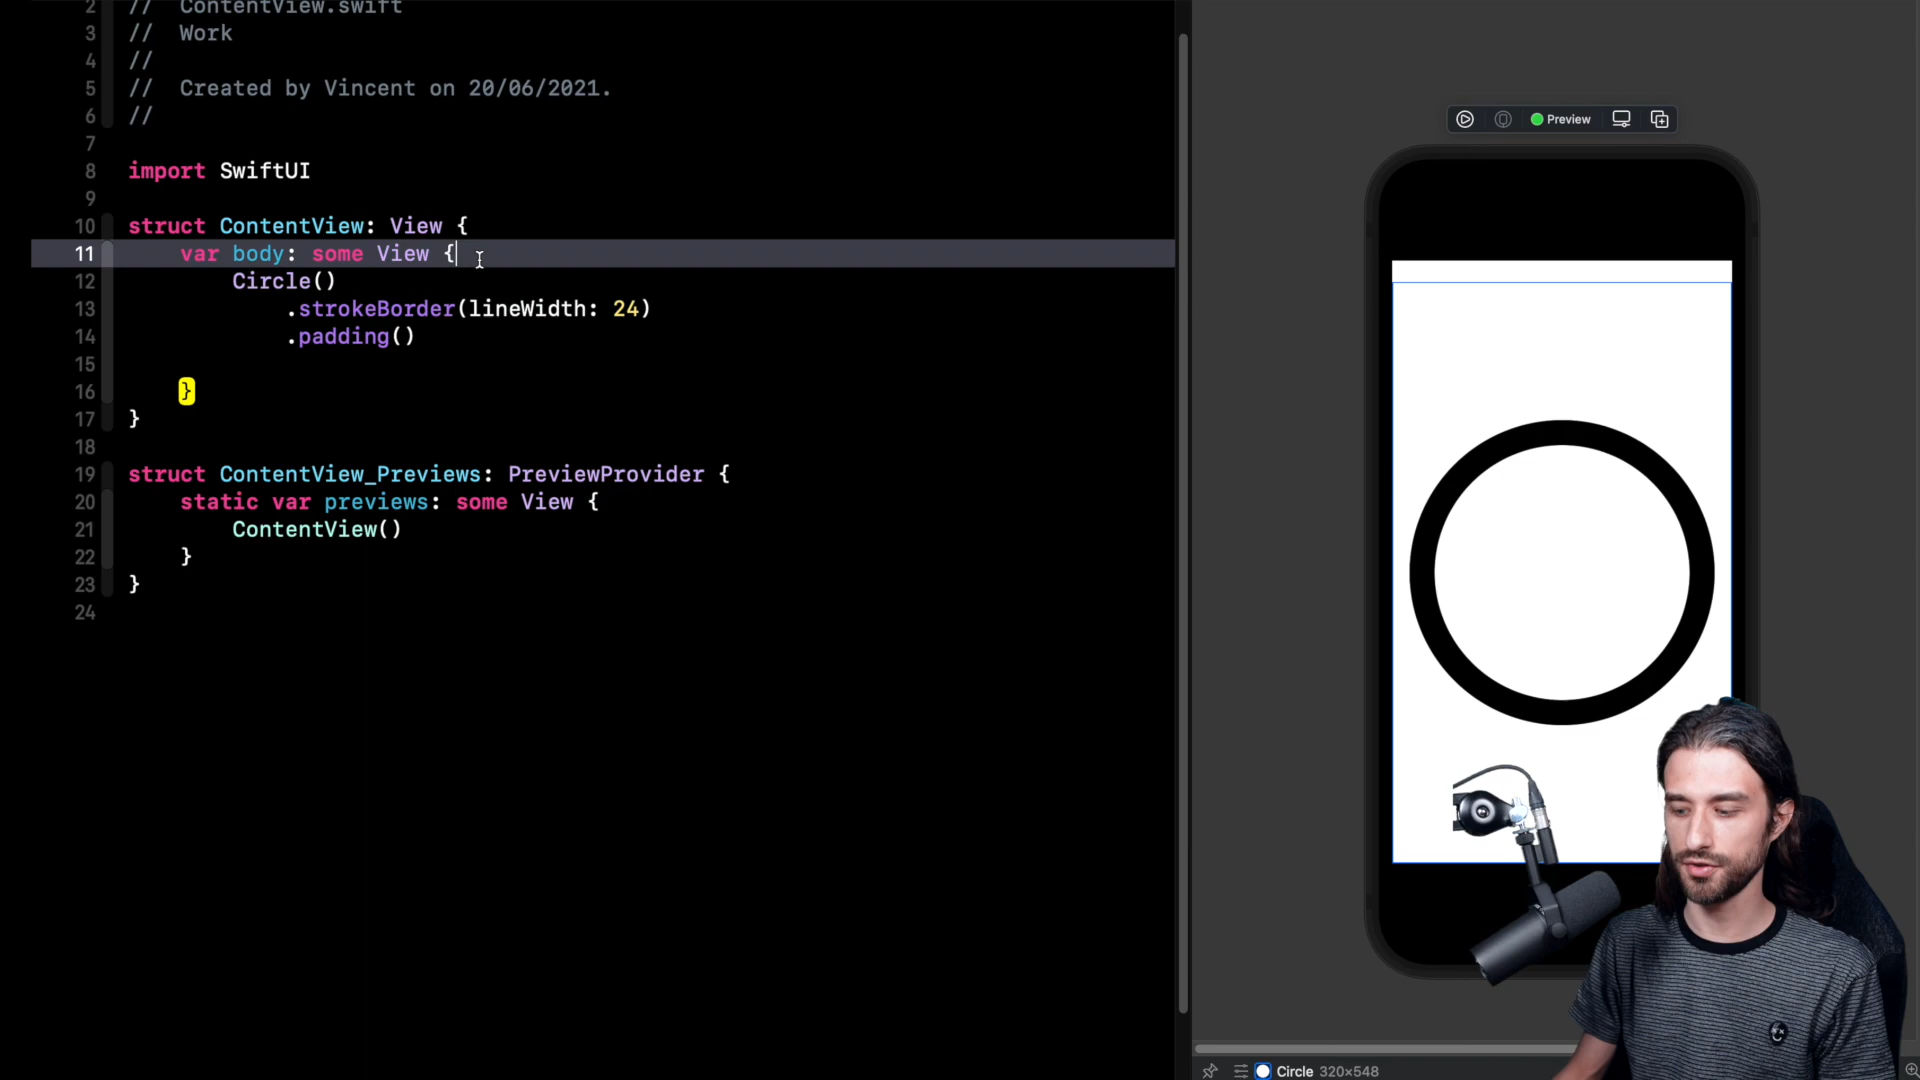 2 // ContentView.swift
3 // Work
4 //
5 // Created by Vincent on 20/06/2021.
6 //
7
8 import SwiftUI
9
10 struct ContentView: View {
11 var body: some View {
12 Circle()
13 .strokeBorder(lineWidth: 24)
14 .padding()
15
16 }
17 }
18
19 struct ContentView_Previews: PreviewProvider {
20 static var previews: some View {
21 ContentView()
22 }
23 }
24
Preview
Circle 320×548